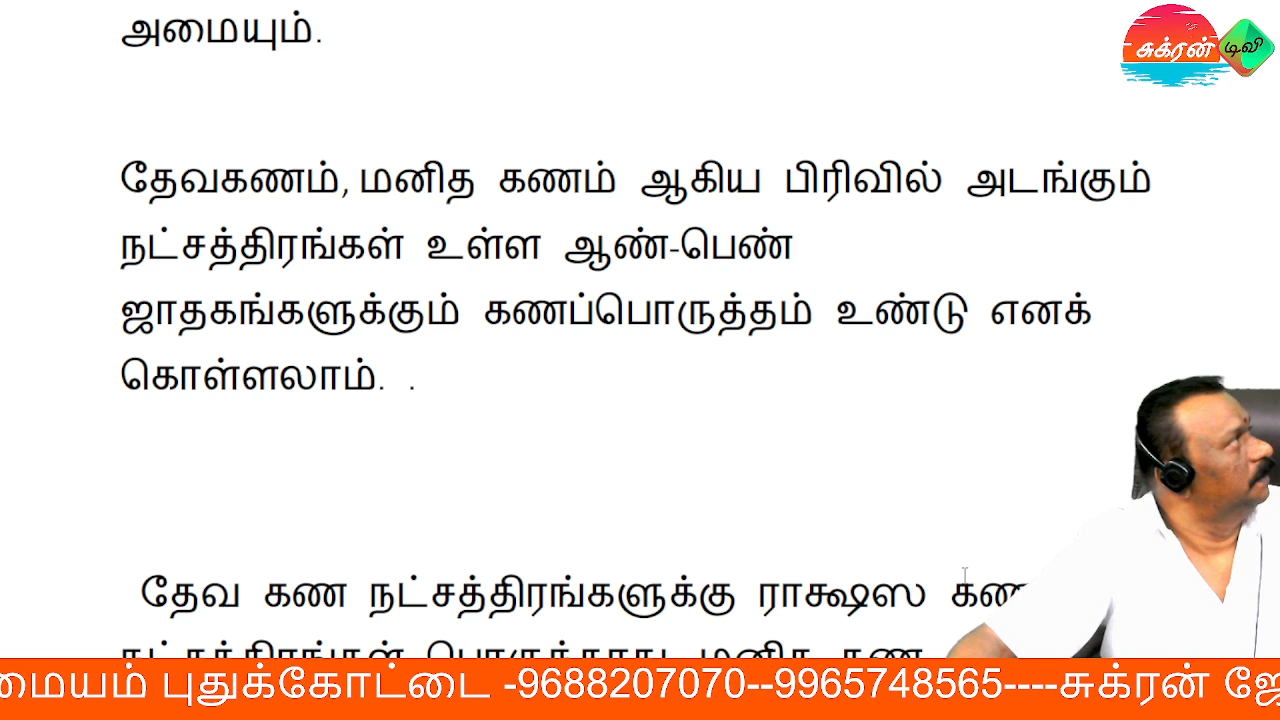 அமையும்.
சுக்ரன் டிவி
தேவகணம், மனித கணம் ஆகிய பிரிவில் அடங்கும்
நட்சத்திரங்கள் உள்ள ஆண்-பெண்
ஜாதகங்களுக்கும் கணப்பொருத்தம் உண்டு எனக்
கொள்ளலாம். .
தேவ கண நட்சத்திரங்களுக்கு ராக்ஷஸ கண
மையம் புதுக்கோட்டை -9688207070--9965748565----சுக்ரன் ஜே